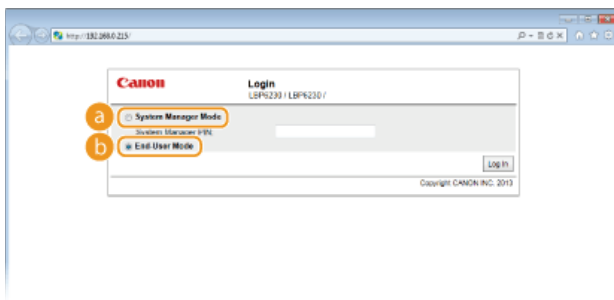 http://192.168.0.215/
Canon
Login
LBP6230 / LBP6230 /
a
System Manager Mode
System Manager PIN:
b
End-User Mode
Log In
Copyright CANON INC. 2013